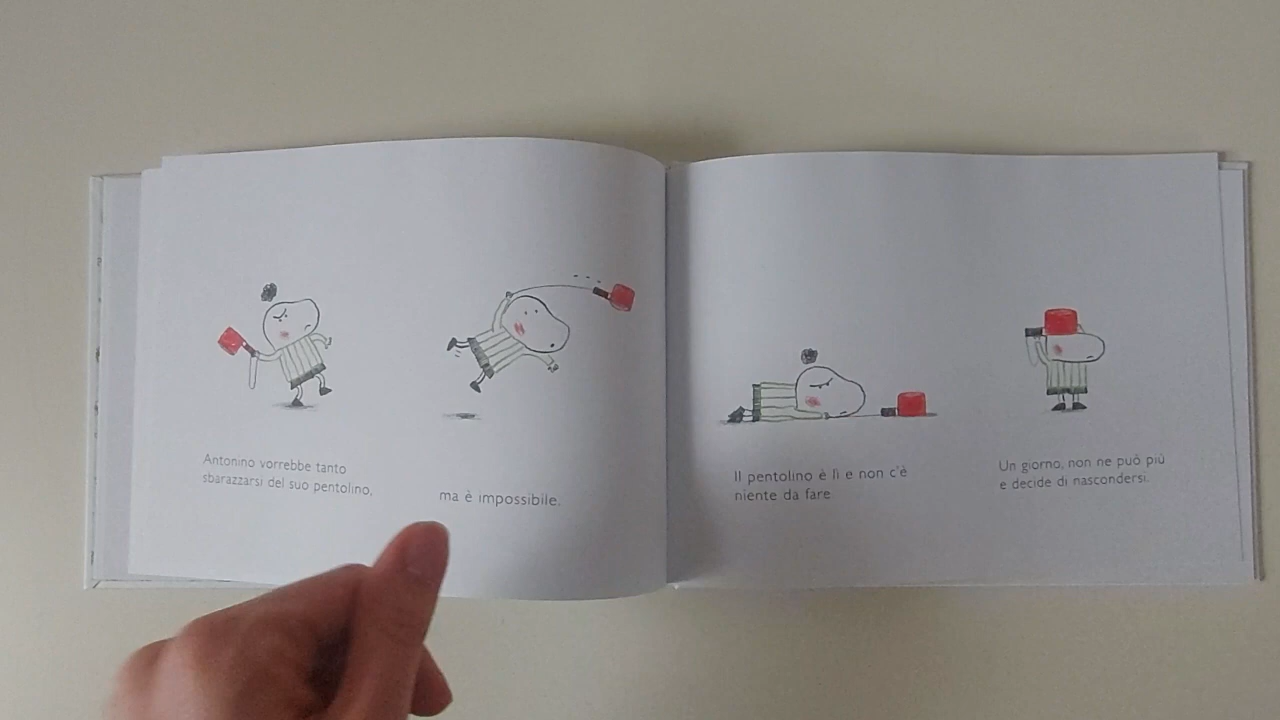 Antonino vorrebbe tanto
sbarazzarsi del suo pentolino,
ma è impossibile.
Il pentolino è lì e non c'è
niente da fare
Un giorno, non ne può più
e decide di nascondersi.